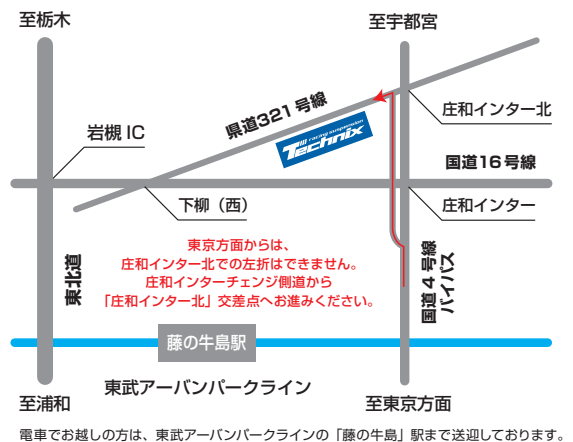 至栃木
至宇都宮
県道321号線
庄和インター北
岩槻 IC
racing suspension
Technix
国道16号線
下柳（西）
庄和インター
東京方面からは、
庄和インター北での左折はできません。
庄和インターチェンジ側道から
「庄和インター北」交差点へお進みください。
東北道
国道４号線
バイパス
藤の牛島駅
東武アーバンパークライン
至浦和
至東京方面
電車でお越しの方は、東武アーバンパークラインの「藤の牛島」駅まで送迎しております。